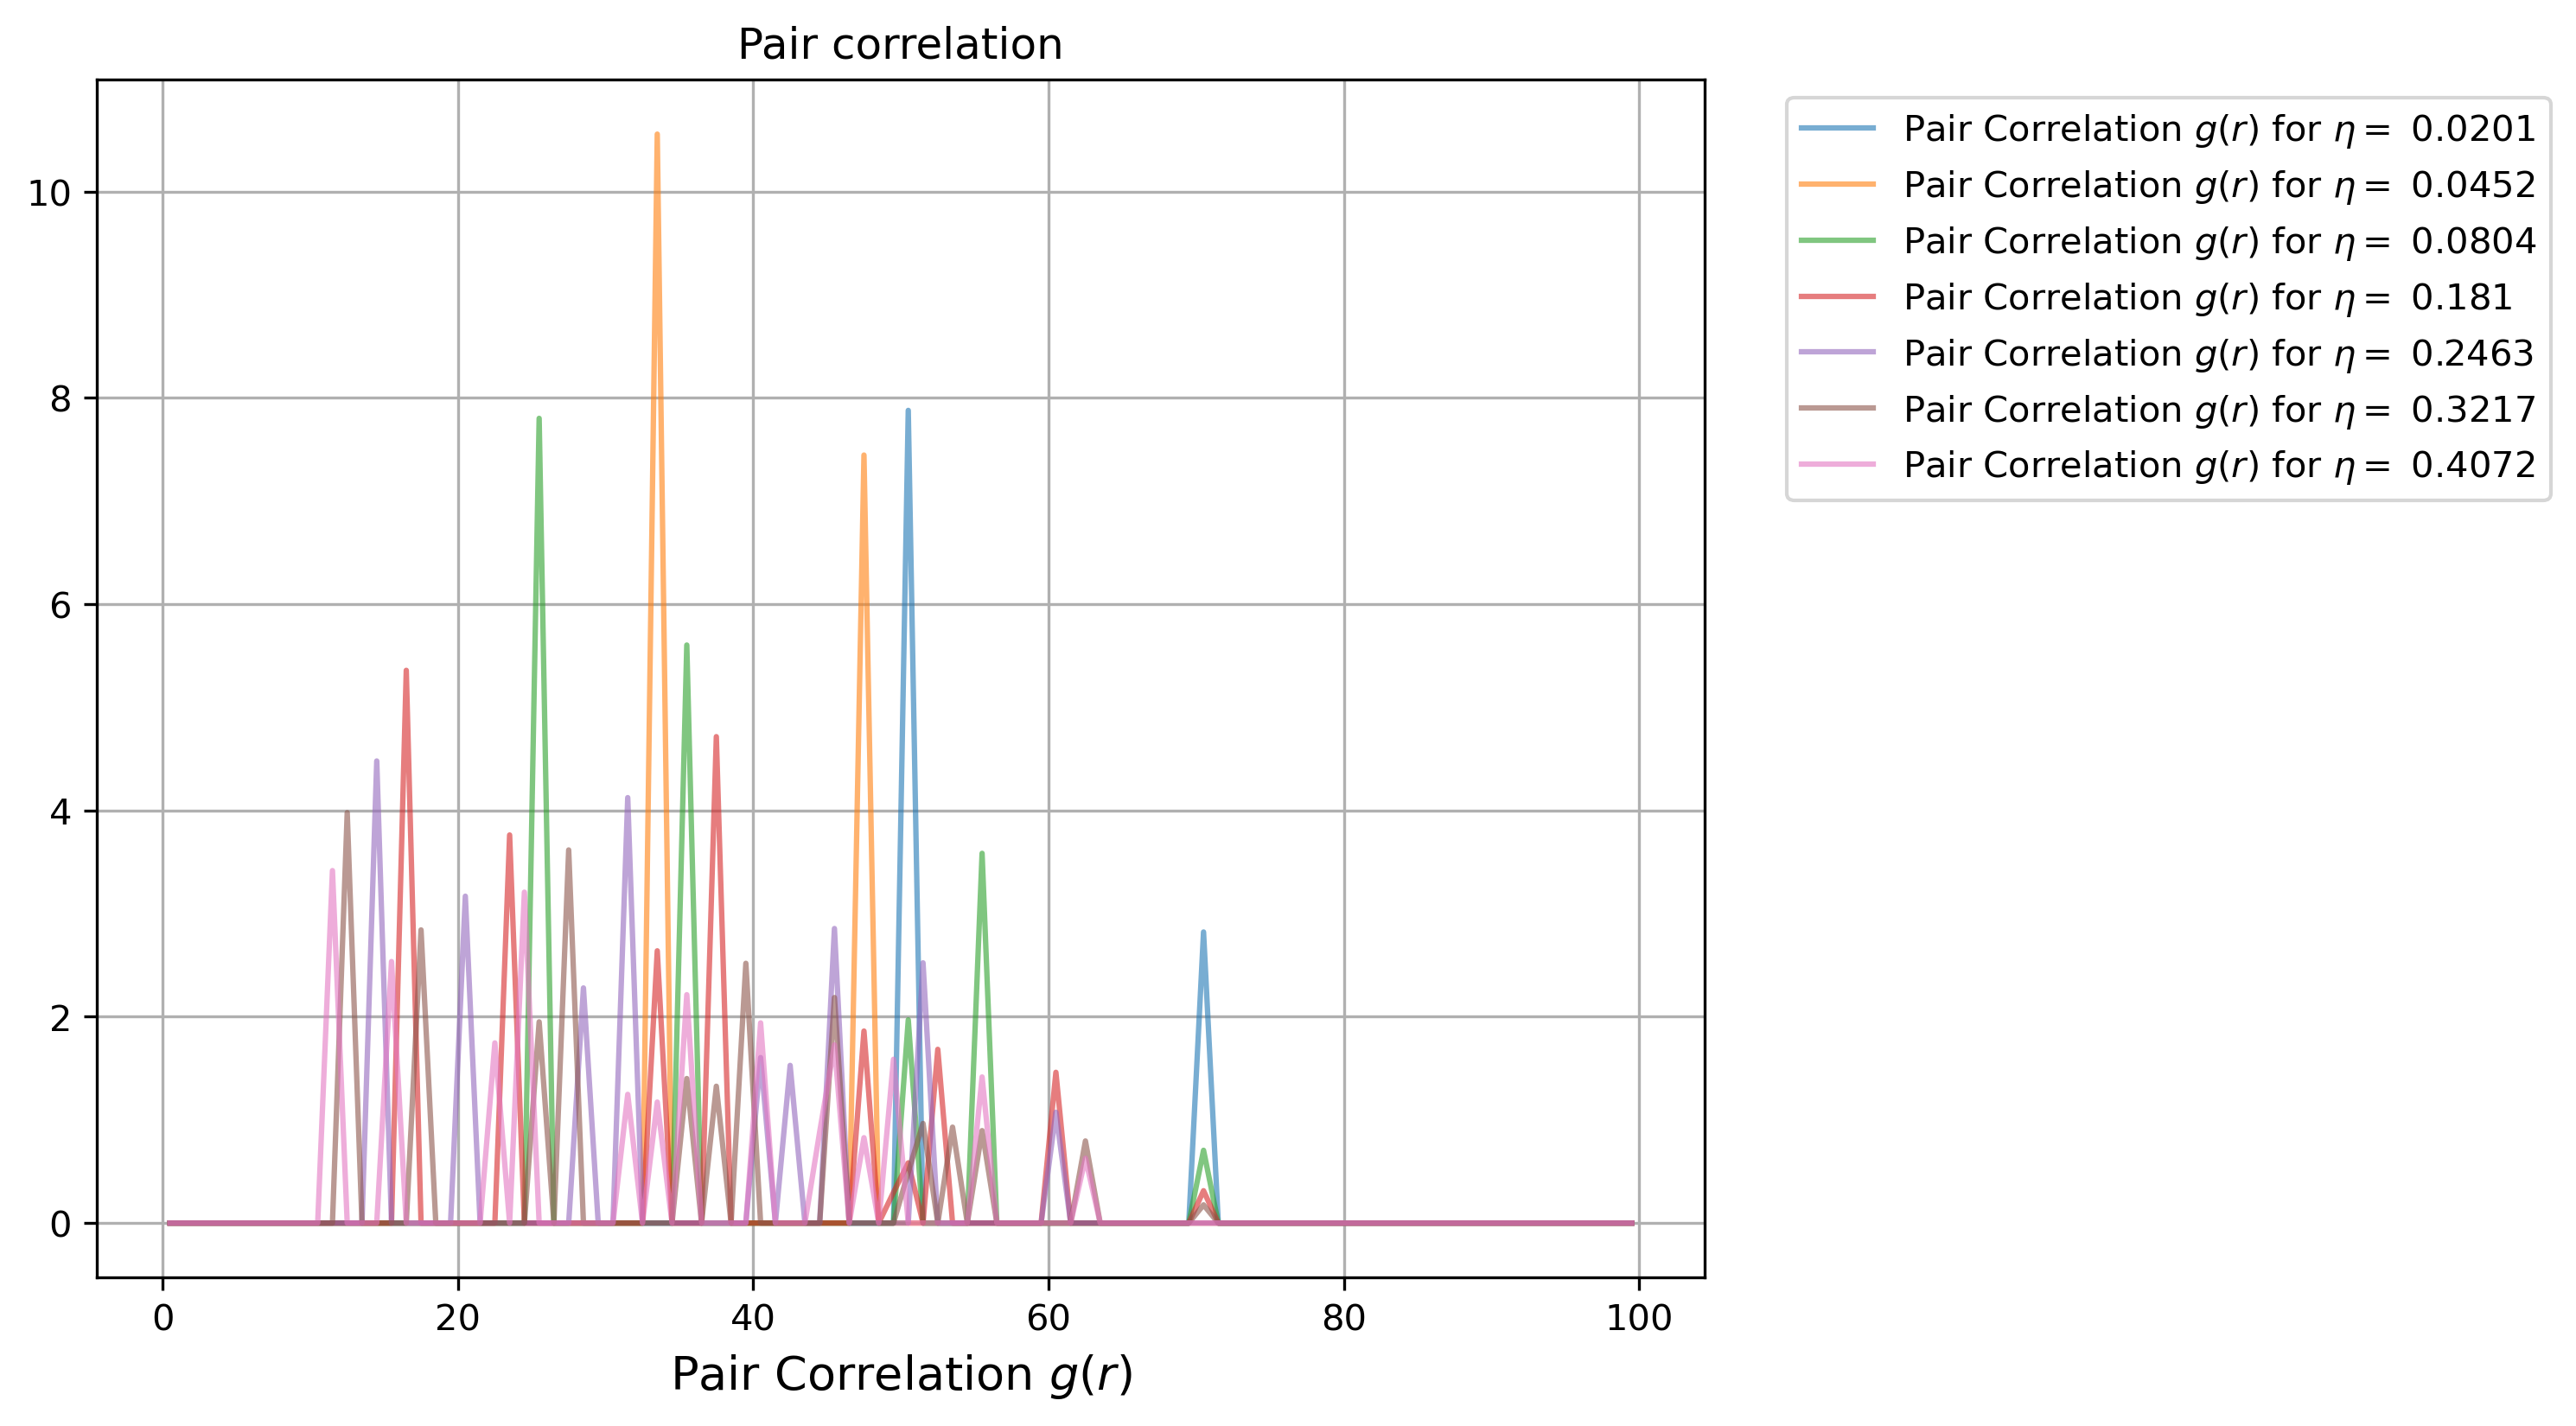 Pair correlation
10
8
6
4
2
0
0 20 40 60 80 100
Pair Correlation g(r)
Pair Correlation g(r) for η = 0.0201
Pair Correlation g(r) for η = 0.0452
Pair Correlation g(r) for η = 0.0804
Pair Correlation g(r) for η = 0.181
Pair Correlation g(r) for η = 0.2463
Pair Correlation g(r) for η = 0.3217
Pair Correlation g(r) for η = 0.4072